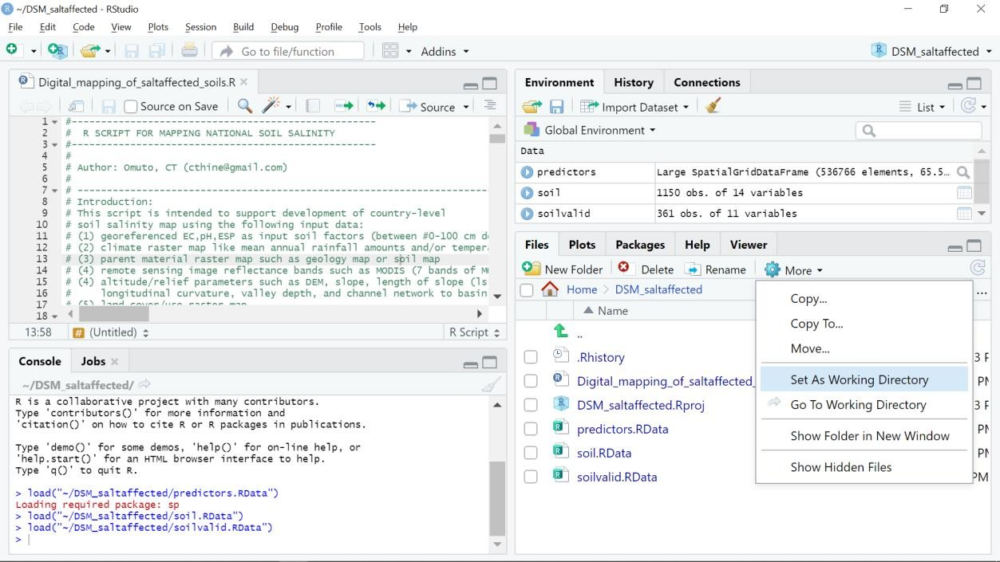 ~/DSM_saltaffected - RStudio
File Edit Code View Plots Session Build Debug Profile Tools Help
Go to file/function Addins DSM_saltaffected
Digital_mapping_of_saltaffected_soils.R
Source on Save Source
1 #------------------------------------------------------
2 # R SCRIPT FOR MAPPING NATIONAL SOIL SALINITY
3 #------------------------------------------------------
4 #
5 # Author: Omuto, CT (cthine@gmail.com)
6 #
7 # ------------------------------------------------------------------------
8 # Introduction:
9 # This script is intended to support development of country-level
10 # soil salinity map using the following input data:
11 # (1) georeferenced EC,pH,ESP as input soil factors (between #0-100 cm d
12 # (2) climate raster map like mean annual rainfall amounts and/or temper
13 # (3) parent material raster map such as geology map or soil map
14 # (4) remote sensing image reflectance bands such as MODIS (7 bands of M
15 # (4) altitude/relief parameters such as DEM, slope, length of slope (ls
16 # longitudinal curvature, valley depth, and channel network to basin
17 # (5) land cover/use raster map
18
13:58 # (Untitled) R Script
Console Jobs
~/DSM_saltaffected/
R is a collaborative project with many contributors.
Type 'contributors()' for more information and
'citation()' on how to cite R or R packages in publications.
Type 'demo()' for some demos, 'help()' for on-line help, or
'help.start()' for an HTML browser interface to help.
Type 'q()' to quit R.
> load("~/DSM_saltaffected/predictors.RData")
Loading required package: sp
> load("~/DSM_saltaffected/soil.RData")
> load("~/DSM_saltaffected/soilvalid.RData")
>
Environment History Connections
Import Dataset List
Global Environment
Data
predictors Large SpatialGridDataFrame (536766 elements, 65.5…
soil 1150 obs. of 14 variables
soilvalid 361 obs. of 11 variables
Files Plots Packages Help Viewer
New Folder Delete Rename More
Home > DSM_saltaffected ...
Name
..
.Rhistory
Digital_mapping_of_saltaffected_
DSM_saltaffected.Rproj
predictors.RData
soil.RData
soilvalid.RData
Copy...
Copy To...
Move...
Set As Working Directory
Go To Working Directory
Show Folder in New Window
Show Hidden Files